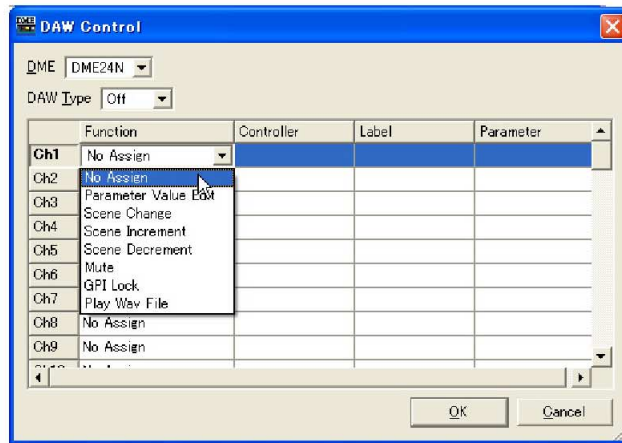 DME DAW Control
DME DME24N
DAW Type Off
Function Controller Label Parameter
Ch1 No Assign
Ch2 No Assign
Ch3 Parameter Value Edit
Scene Change
Ch4 Scene Increment
Ch5 Scene Decrement
Ch6 Mute
GPI Lock
Ch7 Play Wav File
Ch8 No Assign
Ch9 No Assign
OK Cancel